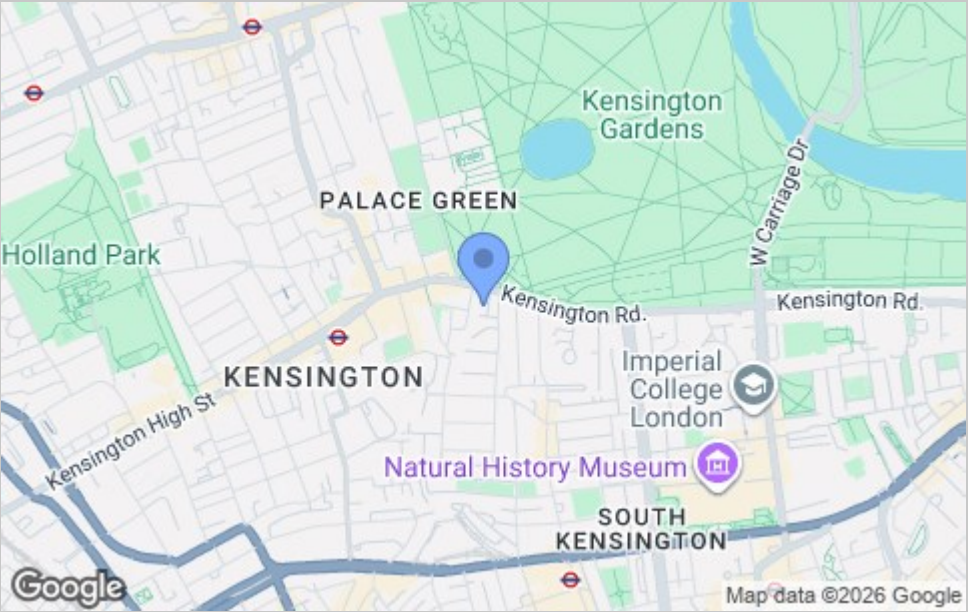 Kensington
Gardens
PALACE GREEN
W Carriage Dr
Holland Park
Kensington Rd.
Kensington Rd.
Imperial
College
London
KENSINGTON
Kensington High St
Natural History Museum
SOUTH
KENSINGTON
Google
Map data ©2026 Google